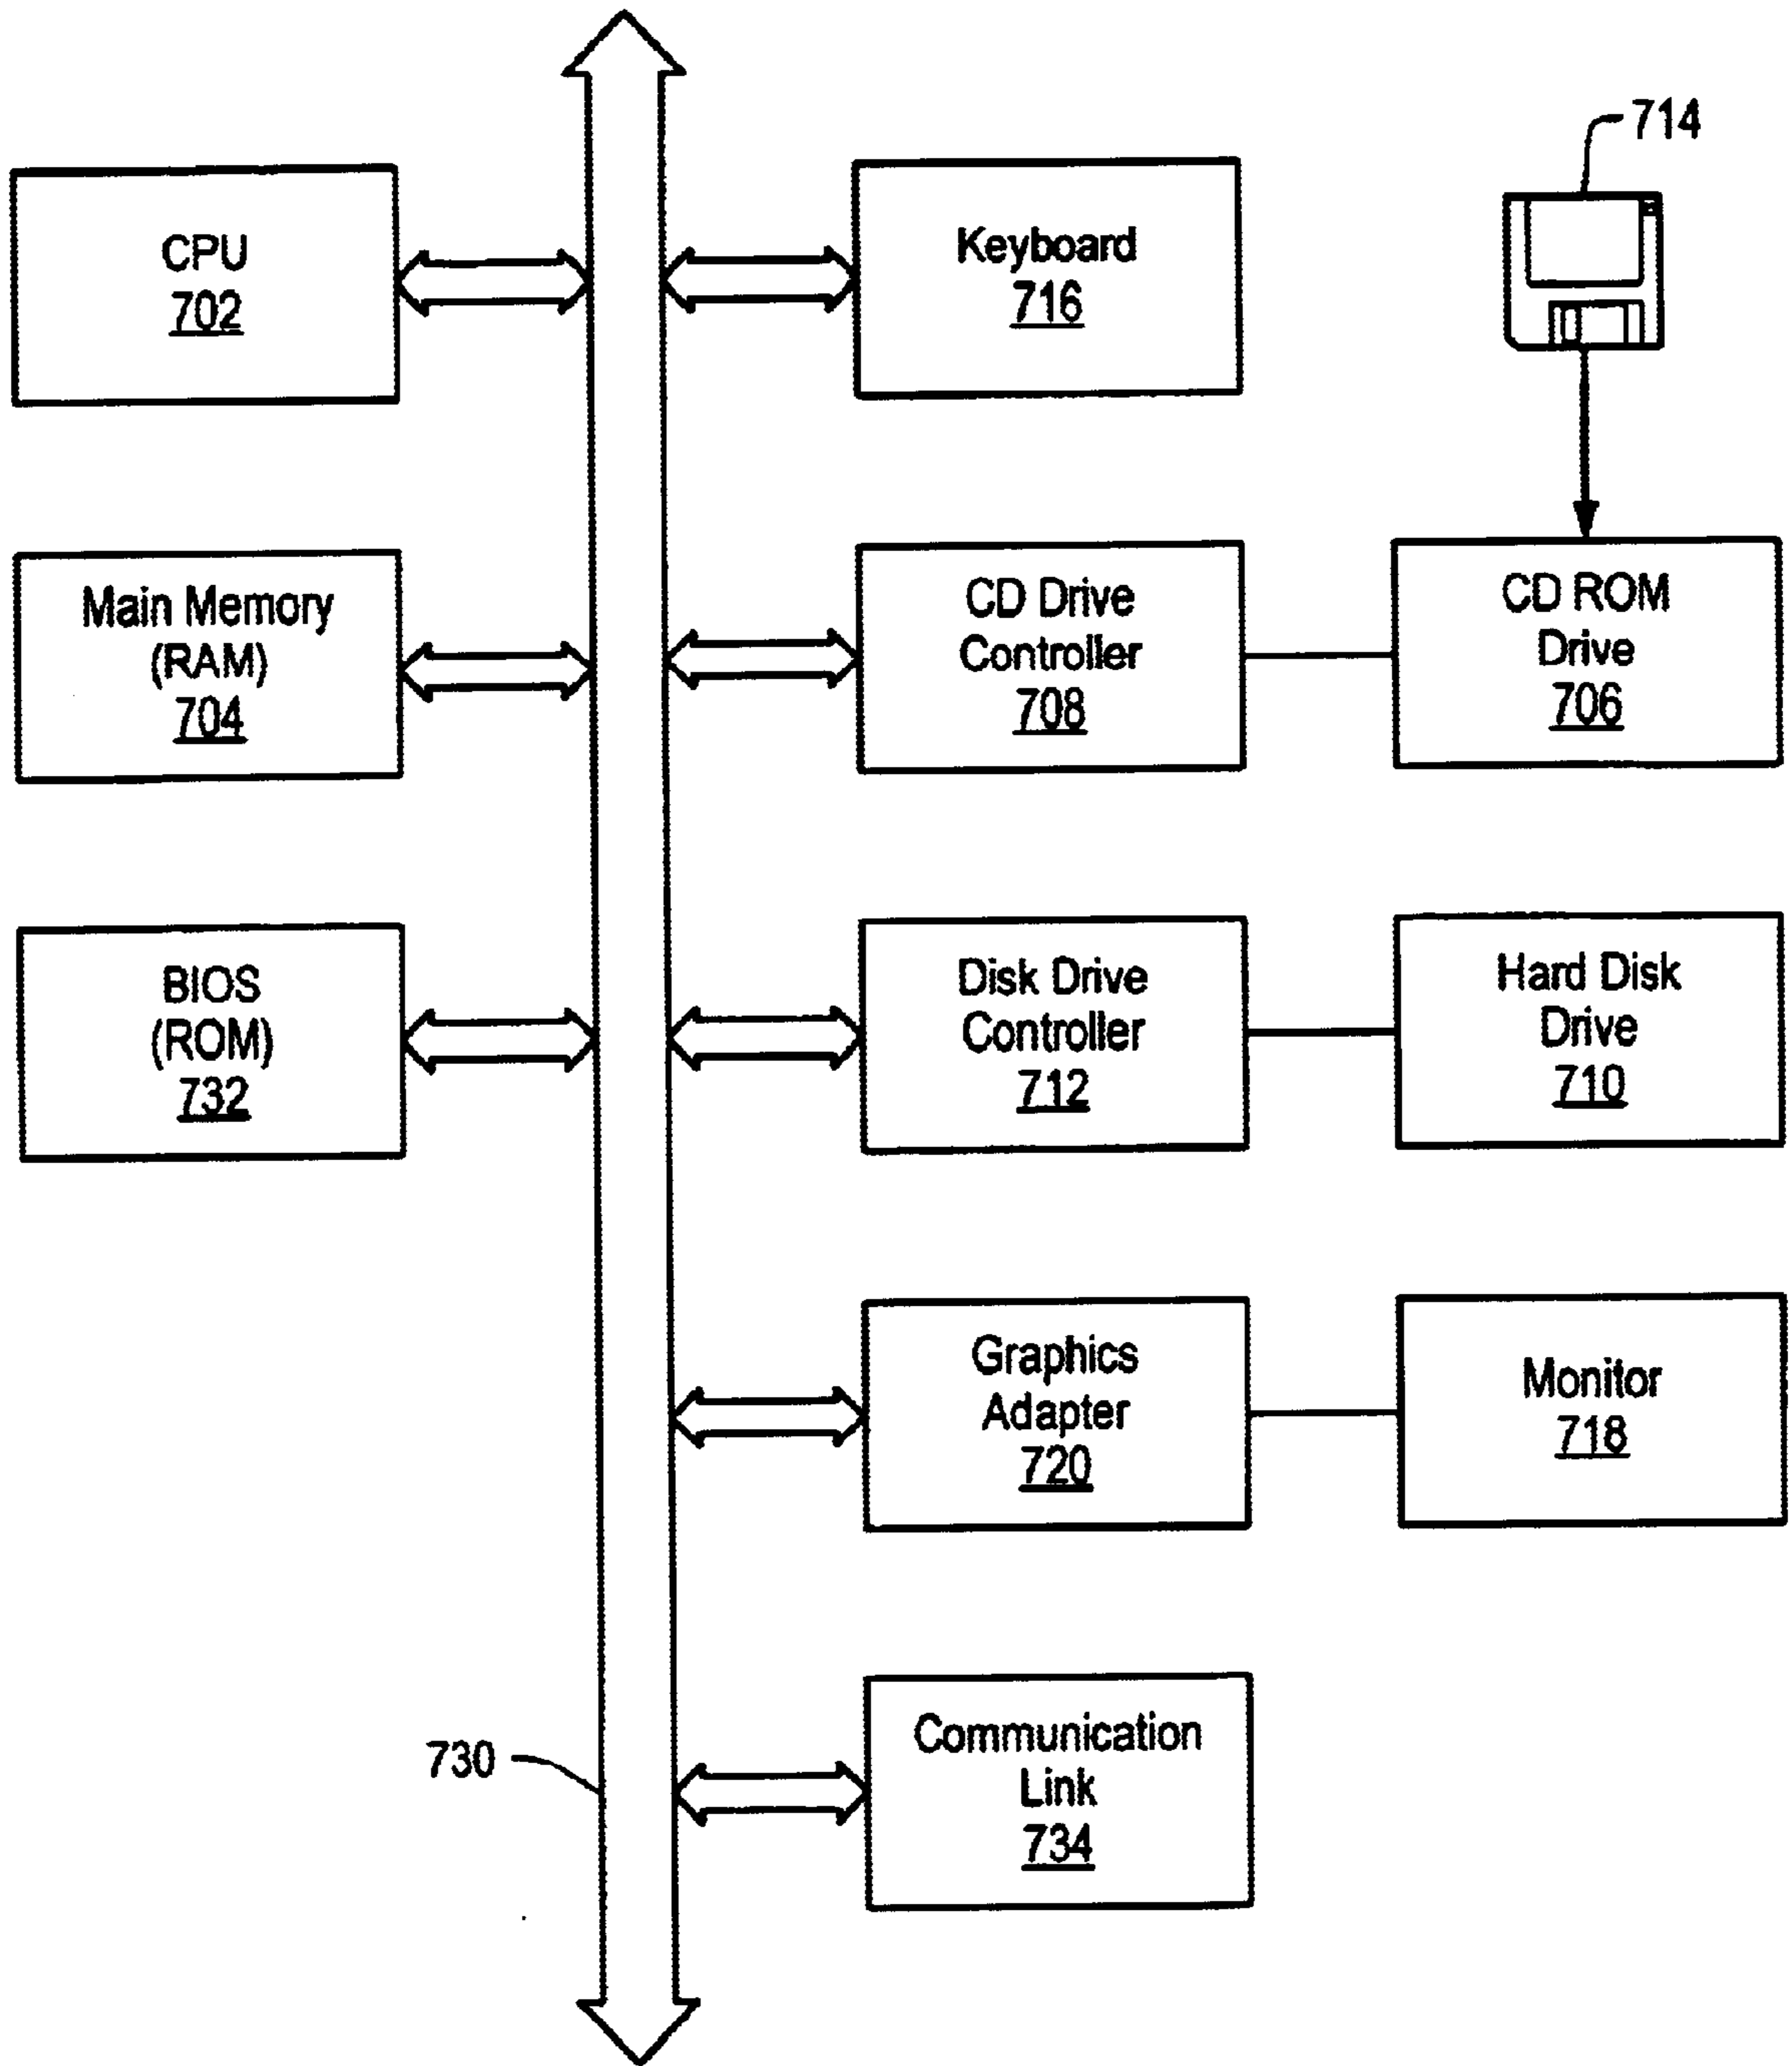 714
CPU
702
Keyboard
716
Main Memory
(RAM)
704
CD Drive
Controller
708
CD ROM
Drive
706
BIOS
(ROM)
732
Disk Drive
Controller
712
Hard Disk
Drive
710
Graphics
Adapter
720
Monitor
718
730
Communication
Link
734